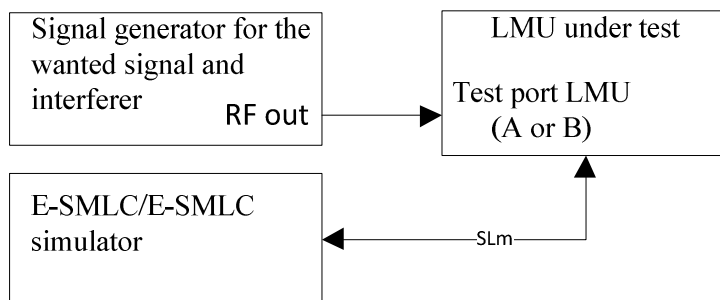 Signal generator for the
wanted signal and
interferer
RF out
LMU under test
Test port LMU
(A or B)
E-SMLC/E-SMLC
simulator
SLm